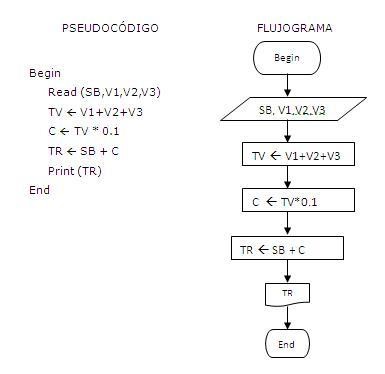 PSEUDOCÓDIGO
Begin
Read (SB,V1,V2,V3)
TV ← V1+V2+V3
C ← TV * 0.1
TR ← SB + C
Print (TR)
End
FLUJOGRAMA
Begin
SB, V1,V2,V3
TV ← V1+V2+V3
C ← TV*0.1
TR ← SB + C
TR
End